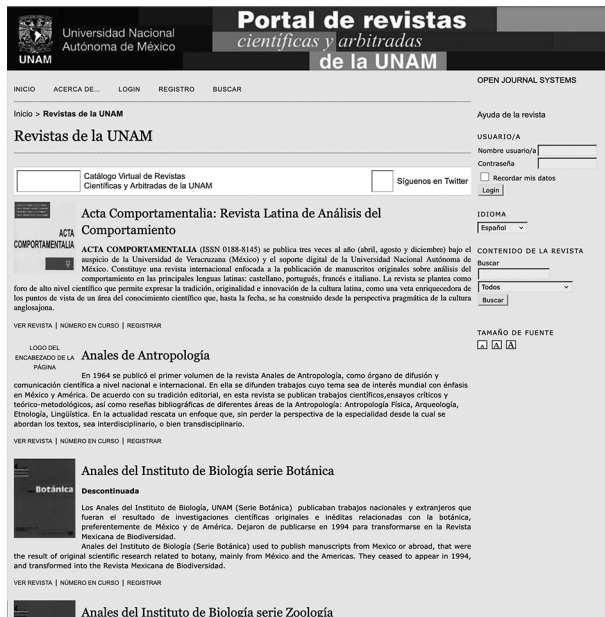 Universidad Nacional
Autónoma de México
UNAM
Portal de revistas
científicas y arbitradas
de la UNAM
INICIO ACERCA DE... LOGIN REGISTRO BUSCAR
Inicio > Revistas de la UNAM
Revistas de la UNAM
Catálogo Virtual de Revistas
Científicas y Arbitradas de la UNAM
Síguenos en Twitter
ACTA
COMPORTAMENTALIA
Acta Comportamentalia: Revista Latina de Análisis del
Comportamiento
ACTA COMPORTAMENTALIA (ISSN 0188-8145) se publica tres veces al año (abril, agosto y diciembre) bajo el
auspicio de la Universidad de Veracruzana (México) y el soporte digital de la Universidad Nacional Autónoma de
México. Constituye una revista internacional enfocada a la publicación de manuscritos originales sobre análisis del
comportamiento en las principales lenguas latinas: castellano, portugués, francés e italiano. La revista se plantea como
foro de alto nivel científico que permite expresar la tradición, originalidad e innovación de la cultura latina, como una veta enriquecedora de
los puntos de vista de un área del conocimiento científico que, hasta la fecha, se ha construido desde la perspectiva pragmática de la cultura
anglosajona.
VER REVISTA | NÚMERO EN CURSO | REGISTRAR
LOGO DEL
ENCABEZADO DE LA
PÁGINA
Anales de Antropología
En 1964 se publicó el primer volumen de la revista Anales de Antropología, como órgano de difusión y
comunicación científica a nivel nacional e internacional. En ella se difunden trabajos cuyo tema sea de interés mundial con énfasis
en México y América. De acuerdo con su tradición editorial, en esta revista se publican trabajos científicos,ensayos críticos y
teórico-metodológicos, así como reseñas bibliográficas de diferentes áreas de la Antropología: Antropología Física, Arqueología,
Etnología, Lingüística. En la actualidad rescata un enfoque que, sin perder la perspectiva de la especialidad desde la cual se
abordan los textos, sea interdisciplinario, o bien transdisciplinario.
VER REVISTA | NÚMERO EN CURSO | REGISTRAR
Botánica
Anales del Instituto de Biología serie Botánica
Descontinuada
Los Anales del Instituto de Biología, UNAM (Serie Botánica) publicaban trabajos nacionales y extranjeros que
fueran el resultado de investigaciones científicas originales e inéditas relacionadas con la botánica,
preferentemente de México y de América. Dejaron de publicarse en 1994 para transformarse en la Revista
Mexicana de Biodiversidad.
Anales del Instituto de Biología (Serie Botánica) used to publish manuscripts from Mexico or abroad, that were
the result of original scientific research related to botany, mainly from México and the Americas. They ceased to appear in 1994,
and transformed into the Revista Mexicana de Biodiversidad.
VER REVISTA | NÚMERO EN CURSO | REGISTRAR
Anales del Instituto de Biología serie Zoología
OPEN JOURNAL SYSTEMS
Ayuda de la revista
USUARIO/A
Nombre usuario/a
Contraseña
Recordar mis datos
Login
IDIOMA
Español
CONTENIDO DE LA REVISTA
Buscar
Todos
Buscar
TAMAÑO DE FUENTE
A A A